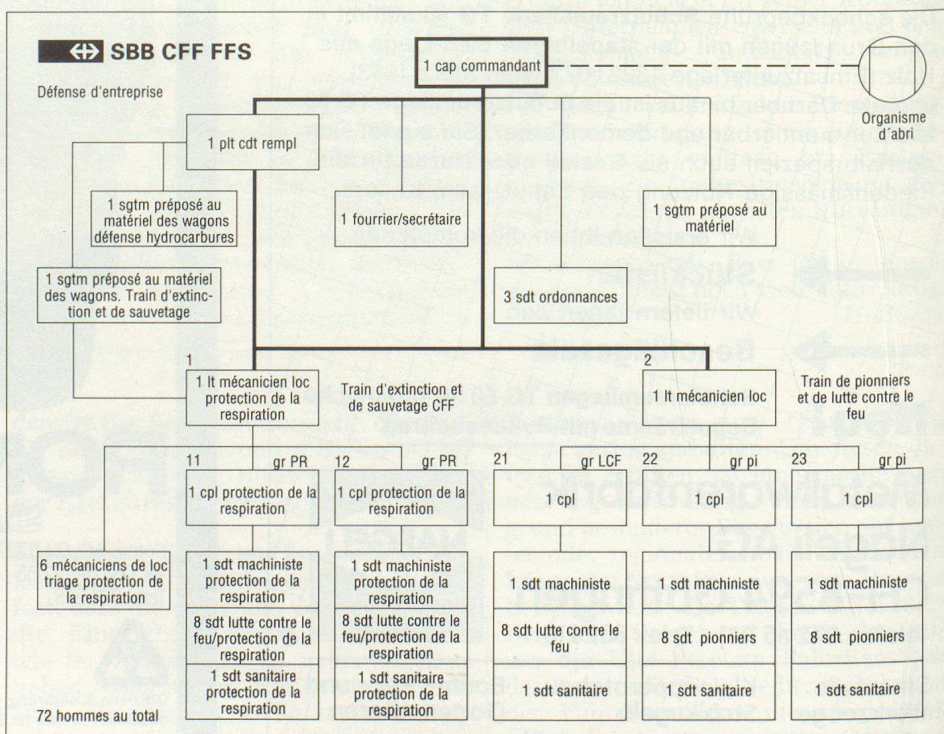 SBB CFF FFS
Défense d'entreprise
1 cap commandant
Organisme
d´abri
1 plt cdt rempl
1 sgtm préposé au
matériel des wagons
défense hydrocarbures
1 fourrier/secrétaire
1 sgtm préposé au
matériel
1 sgtm préposé au matériel
des wagons. Train d'extinc-
tion et de sauvetage
3 sdt ordonnances
1
1 lt mécanicien loc
protection de la
respiration
Train d'extinction et
de sauvetage CFF
2
1 lt mécanicien loc
Train de pionniers
et de lutte contre le
feu
11 gr PR
1 cpl protection de la
respiration
12 gr PR
1 cpl protection de la
respiration
21 gr LCF
1 cpl
22 gr pi
1 cpl
23 gr pi
1 cpl
6 mécaniciens de loc
triage protection de
la respiration
1 sdt machiniste
protection de la
respiration
8 sdt lutte contre le
feu/protection de la
respiration
1 sdt sanitaire
protection de la
respiration
1 sdt machiniste
protection de la
respiration
8 sdt lutte contre le
feu/protection de la
respiration
1 sdt sanitaire
protection de la
respiration
1 sdt machiniste
8 sdt lutte contre le
feu
1 sdt sanitaire
1 sdt machiniste
8 sdt pionniers
1 sdt sanitaire
1 sdt machiniste
8 sdt pionniers
1 sdt sanitaire
72 hommes au total